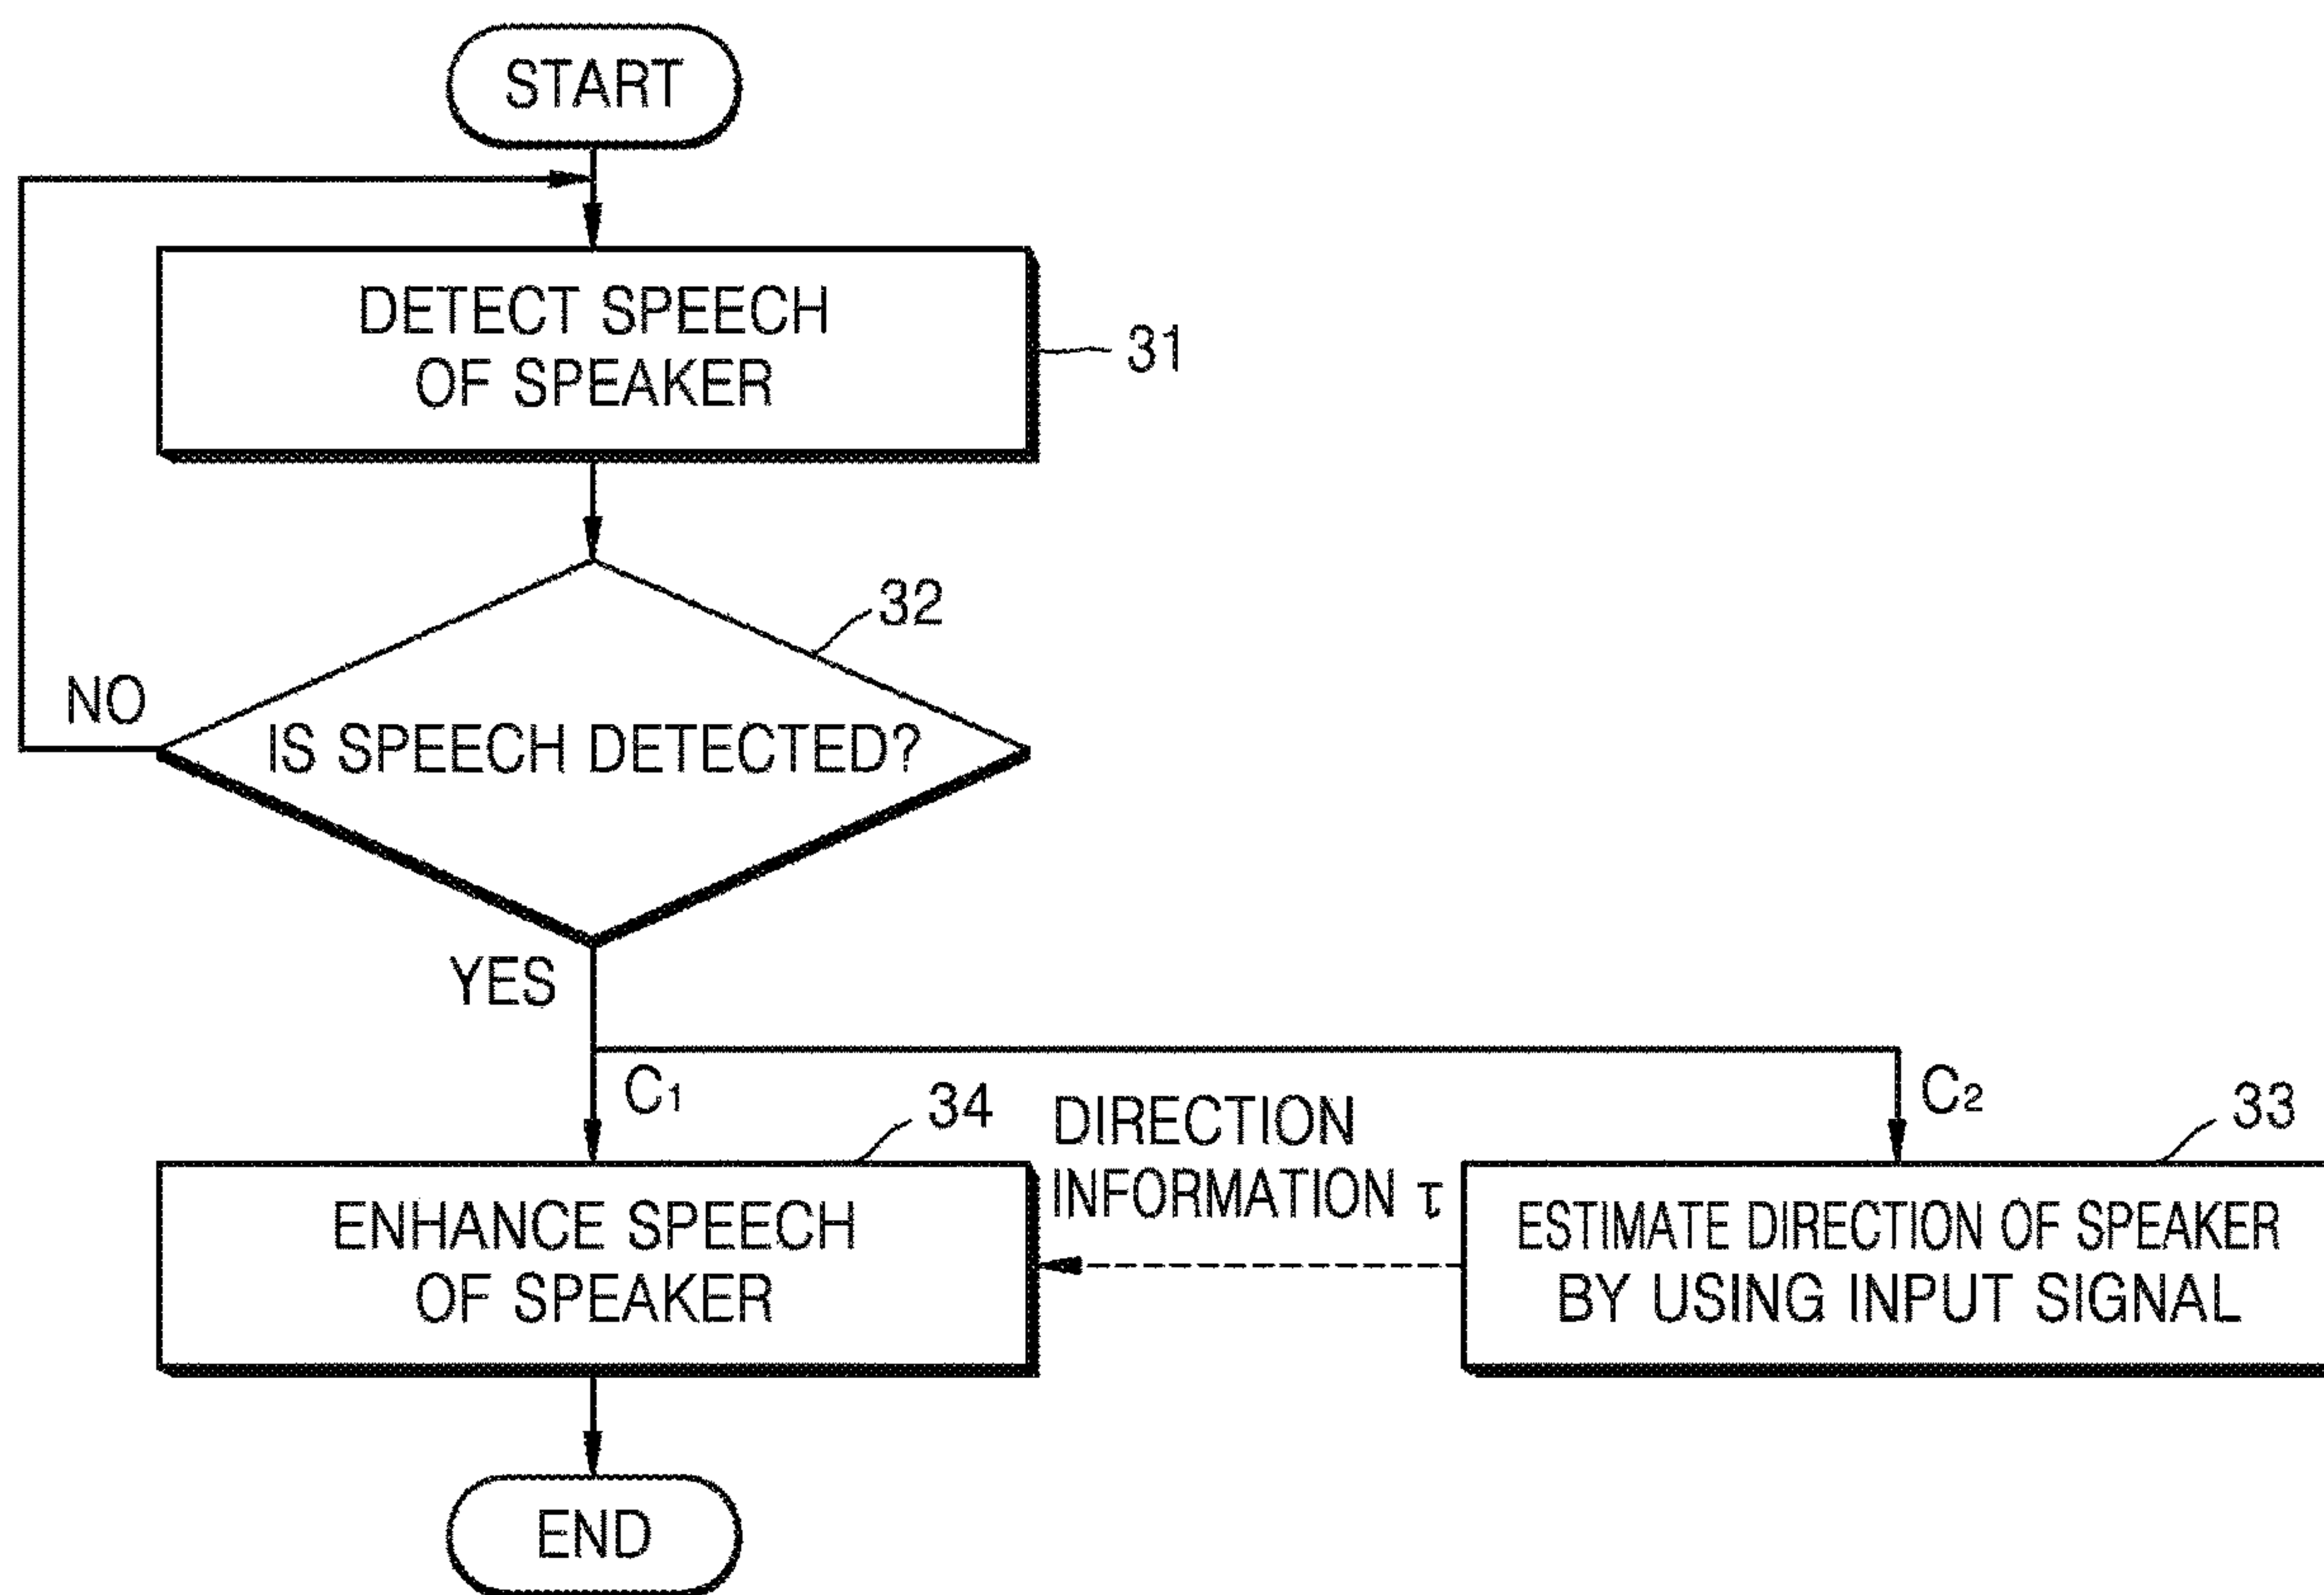 START
DETECT SPEECH
OF SPEAKER
31
32
NO
IS SPEECH DETECTED?
YES
C1
C2
34
33
DIRECTION
INFORMATION τ
ENHANCE SPEECH
OF SPEAKER
ESTIMATE DIRECTION OF SPEAKER
BY USING INPUT SIGNAL
END